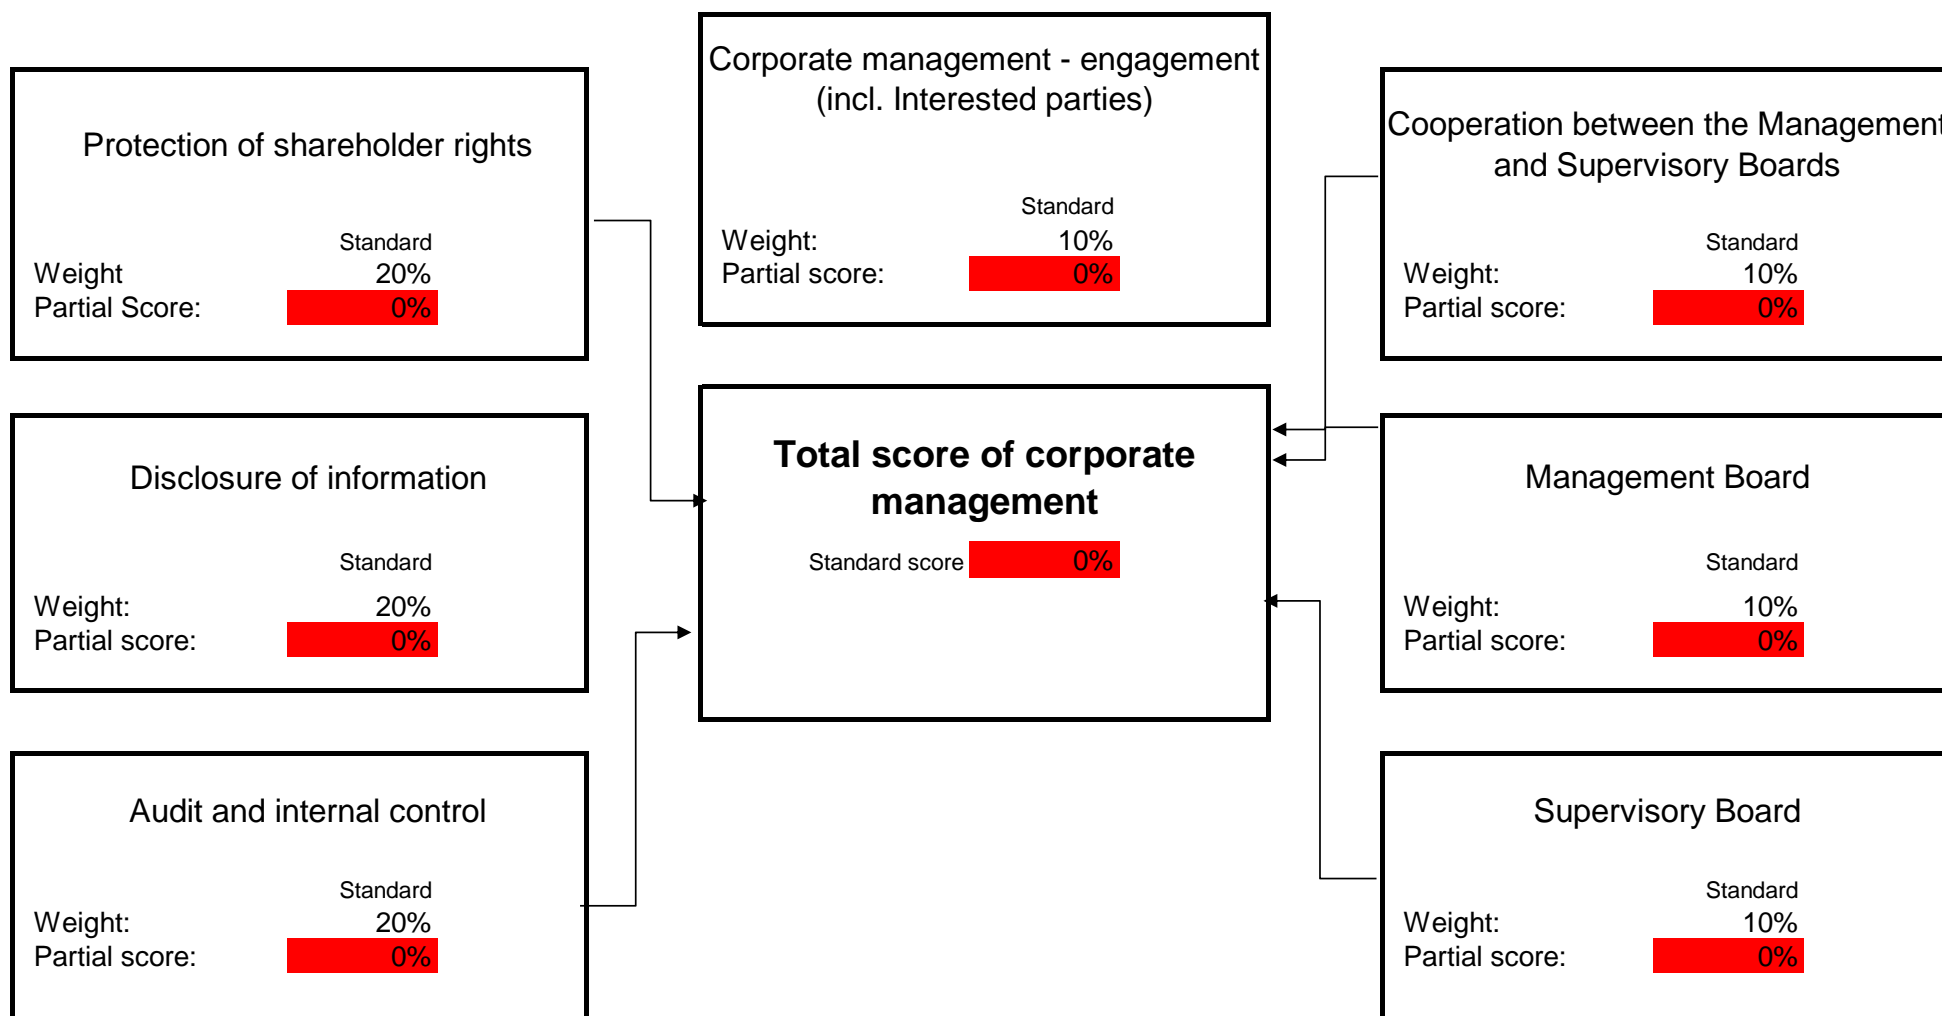 Protection of shareholder rights
Standard
Weight 20%
Partial Score: 0%
Corporate management - engagement
(incl. Interested parties)
Standard
Weight: 10%
Partial score: 0%
Cooperation between the Management
and Supervisory Boards
Standard
Weight: 10%
Partial score: 0%
Disclosure of information
Standard
Weight: 20%
Partial score: 0%
Total score of corporate
management
Standard score 0%
Management Board
Standard
Weight: 10%
Partial score: 0%
Audit and internal control
Standard
Weight: 20%
Partial score: 0%
Supervisory Board
Standard
Weight: 10%
Partial score: 0%